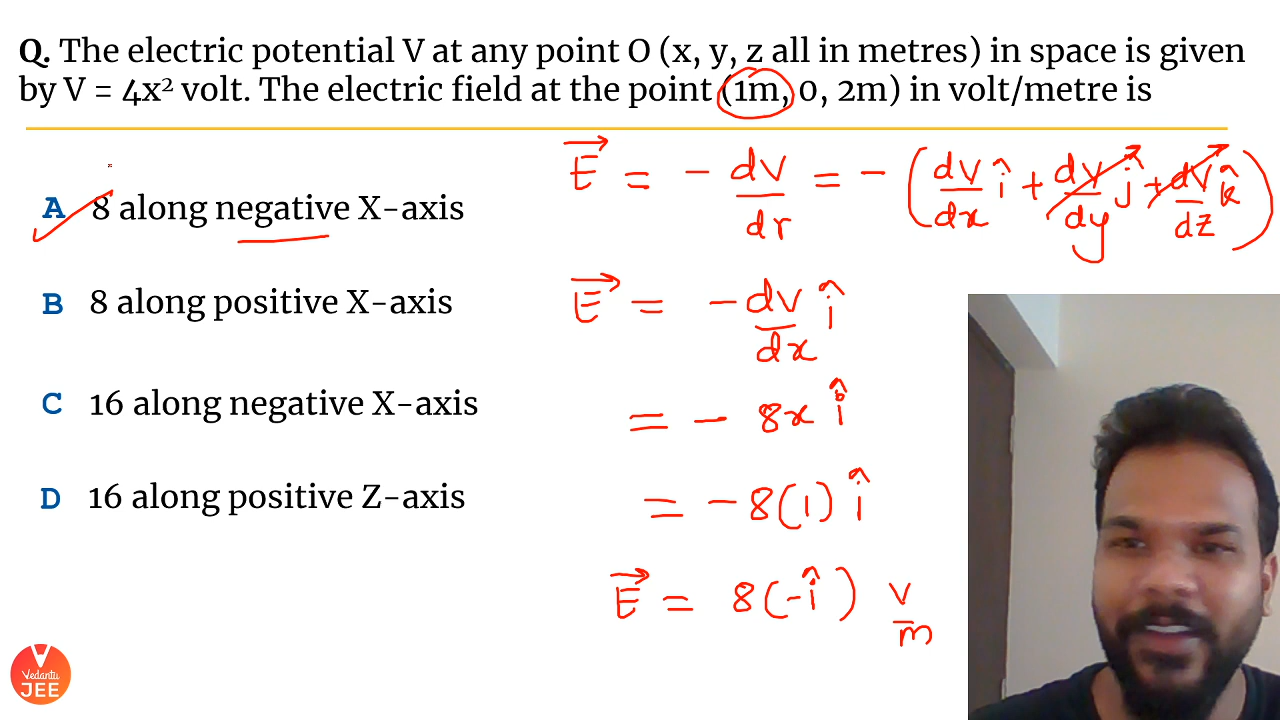 Q. The electric potential V at any point O (x, y, z all in metres) in space is given
by V = 4x² volt. The electric field at the point (1m, 0, 2m) in volt/metre is
A 8 along negative X-axis
B 8 along positive X-axis
C 16 along negative X-axis
D 16 along positive Z-axis
E⃗ = - dV/dr = - (dV/dx î + dV/dy ĵ + dV/dz k̂)
E⃗ = - dV/dx î
= - 8x î
= - 8(1) î
E⃗ = 8(-î) V/m
Vedantu
JEE